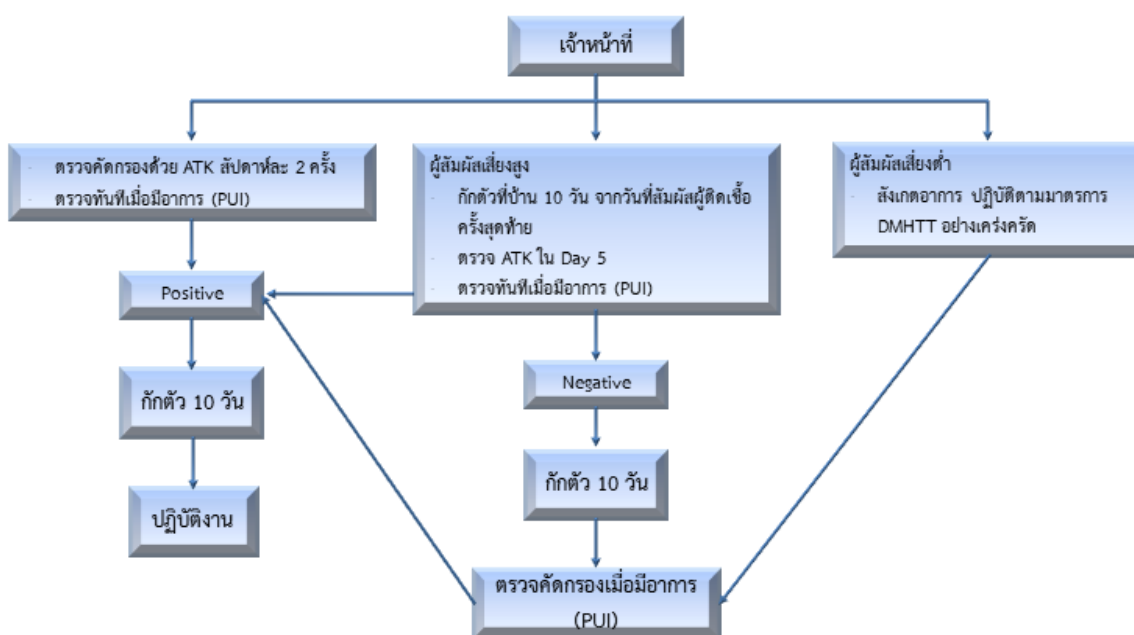 เจ้าหน้าที่
- ตรวจคัดกรองด้วย ATK สัปดาห์ละ 2 ครั้ง
- ตรวจทันทีเมื่อมีอาการ (PUI)
ผู้สัมผัสเสี่ยงสูง
- กักตัวที่บ้าน 10 วัน จากวันที่สัมผัสผู้ติดเชื้อ
ครั้งสุดท้าย
- ตรวจ ATK ใน Day 5
- ตรวจทันทีเมื่อมีอาการ (PUI)
ผู้สัมผัสเสี่ยงต่ำ
- สังเกตอาการ ปฏิบัติตามมาตรการ
DMHTT อย่างเคร่งครัด
Positive
Negative
กักตัว 10 วัน
กักตัว 10 วัน
ปฏิบัติงาน
ตรวจคัดกรองเมื่อมีอาการ
(PUI)